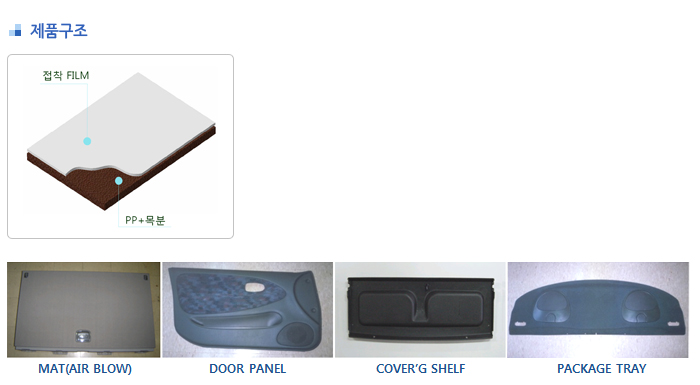 제품구조
접착 FILM
PP+목분
MAT(AIR BLOW)
DOOR PANEL
COVER'G SHELF
PACKAGE TRAY